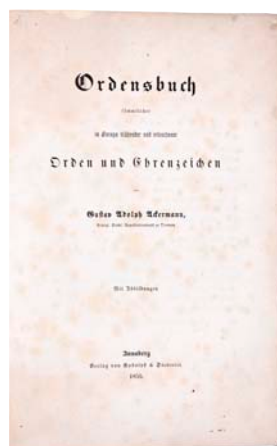 Ordensbuch
sämmtlicher
in Europa blühender und erloschener
Orden und Ehrenzeichen
von
Gustav Adolph Ackermann,
Mit Abbildungen
Annaberg
Verlag von Rudolph & Dieterici
1855.